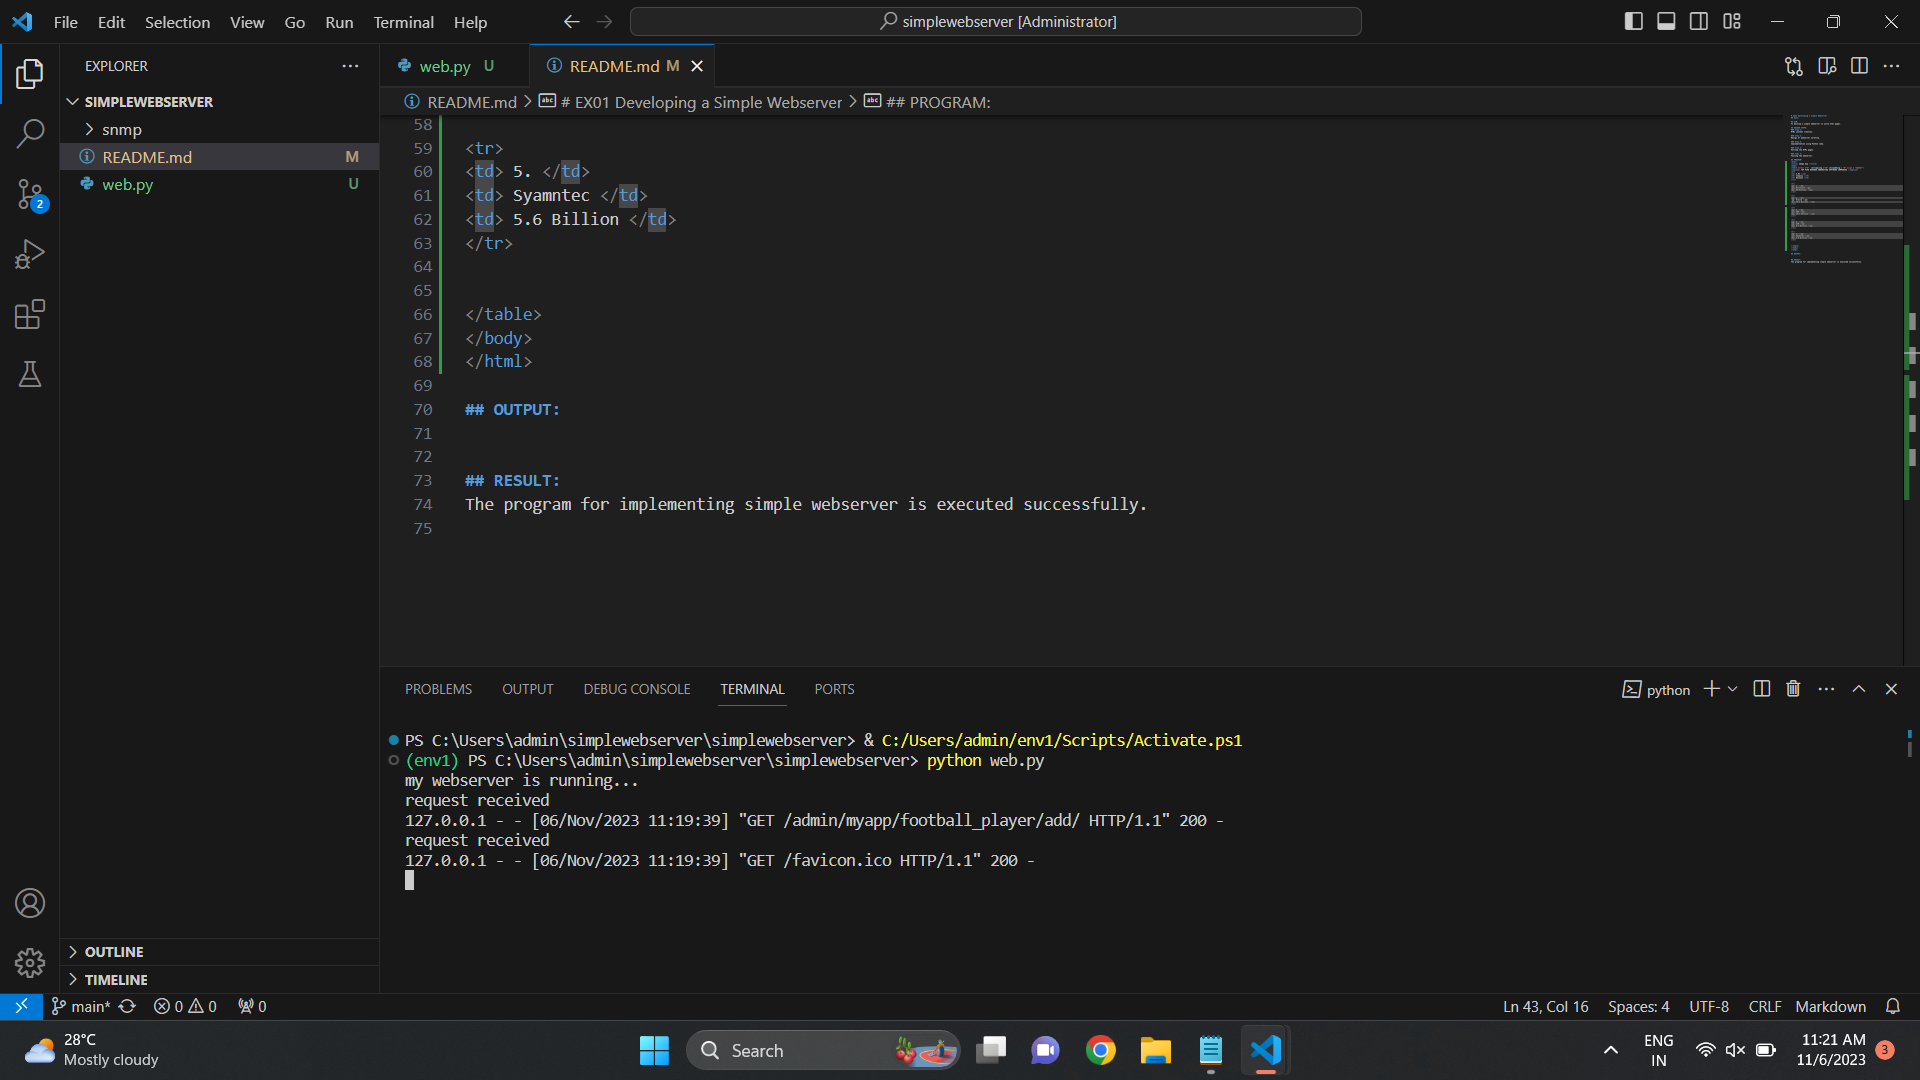 File Edit Selection View Go Run Terminal Help
simplewebserver [Administrator]
EXPLORER
SIMPLEWEBSERVER
snmp
README.md M
web.py U
OUTLINE
TIMELINE
web.py U
README.md M
README.md > # EX01 Developing a Simple Webserver > ## PROGRAM:
58
59 <tr>
60 <td> 5. </td>
61 <td> Syamntec </td>
62 <td> 5.6 Billion </td>
63 </tr>
64
65
66 </table>
67 </body>
68 </html>
69
70 ## OUTPUT:
71
72
73 ## RESULT:
74 The program for implementing simple webserver is executed successfully.
75
PROBLEMS OUTPUT DEBUG CONSOLE TERMINAL PORTS
python
PS C:\Users\admin\simplewebserver\simplewebserver> & C:/Users/admin/env1/Scripts/Activate.ps1
(env1) PS C:\Users\admin\simplewebserver\simplewebserver> python web.py
my webserver is running...
request received
127.0.0.1 - - [06/Nov/2023 11:19:39] "GET /admin/myapp/football_player/add/ HTTP/1.1" 200 -
request received
127.0.0.1 - - [06/Nov/2023 11:19:39] "GET /favicon.ico HTTP/1.1" 200 -
2
main* 0 0 0
Ln 43, Col 16 Spaces: 4 UTF-8 CRLF Markdown
28°C
Mostly cloudy
Search
ENG
IN
11:21 AM
11/6/2023
3